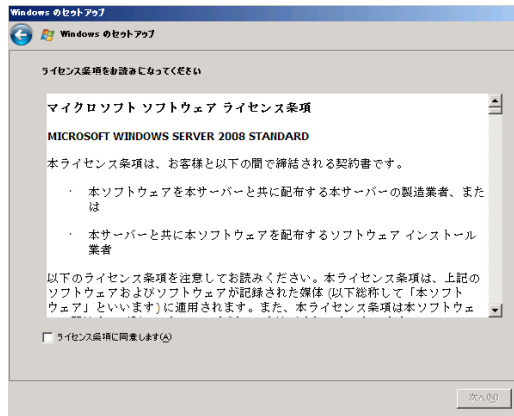 Windows のセットアップ
Windows のセットアップ
ライセンス条項をお読みになってください
マイクロソフト ソフトウェア ライセンス条項
MICROSOFT WINDOWS SERVER 2008 STANDARD
本ライセンス条項は、お客様と以下の間で締結される契約書です。
· 本ソフトウェアを本サーバーと共に配布する本サーバーの製造業者、また
は
· 本サーバーと共に本ソフトウェアを配布するソフトウェア インストール
業者
以下のライセンス条項を注意してお読みください。本ライセンス条項は、上記の
ソフトウェアおよびソフトウェアが記録された媒体 (以下総称して「本ソフト
ウェア」といいます) に適用されます。また、本ライセンス条項は本ソフトウェ
ライセンス条項に同意します(A)
次へ(N)